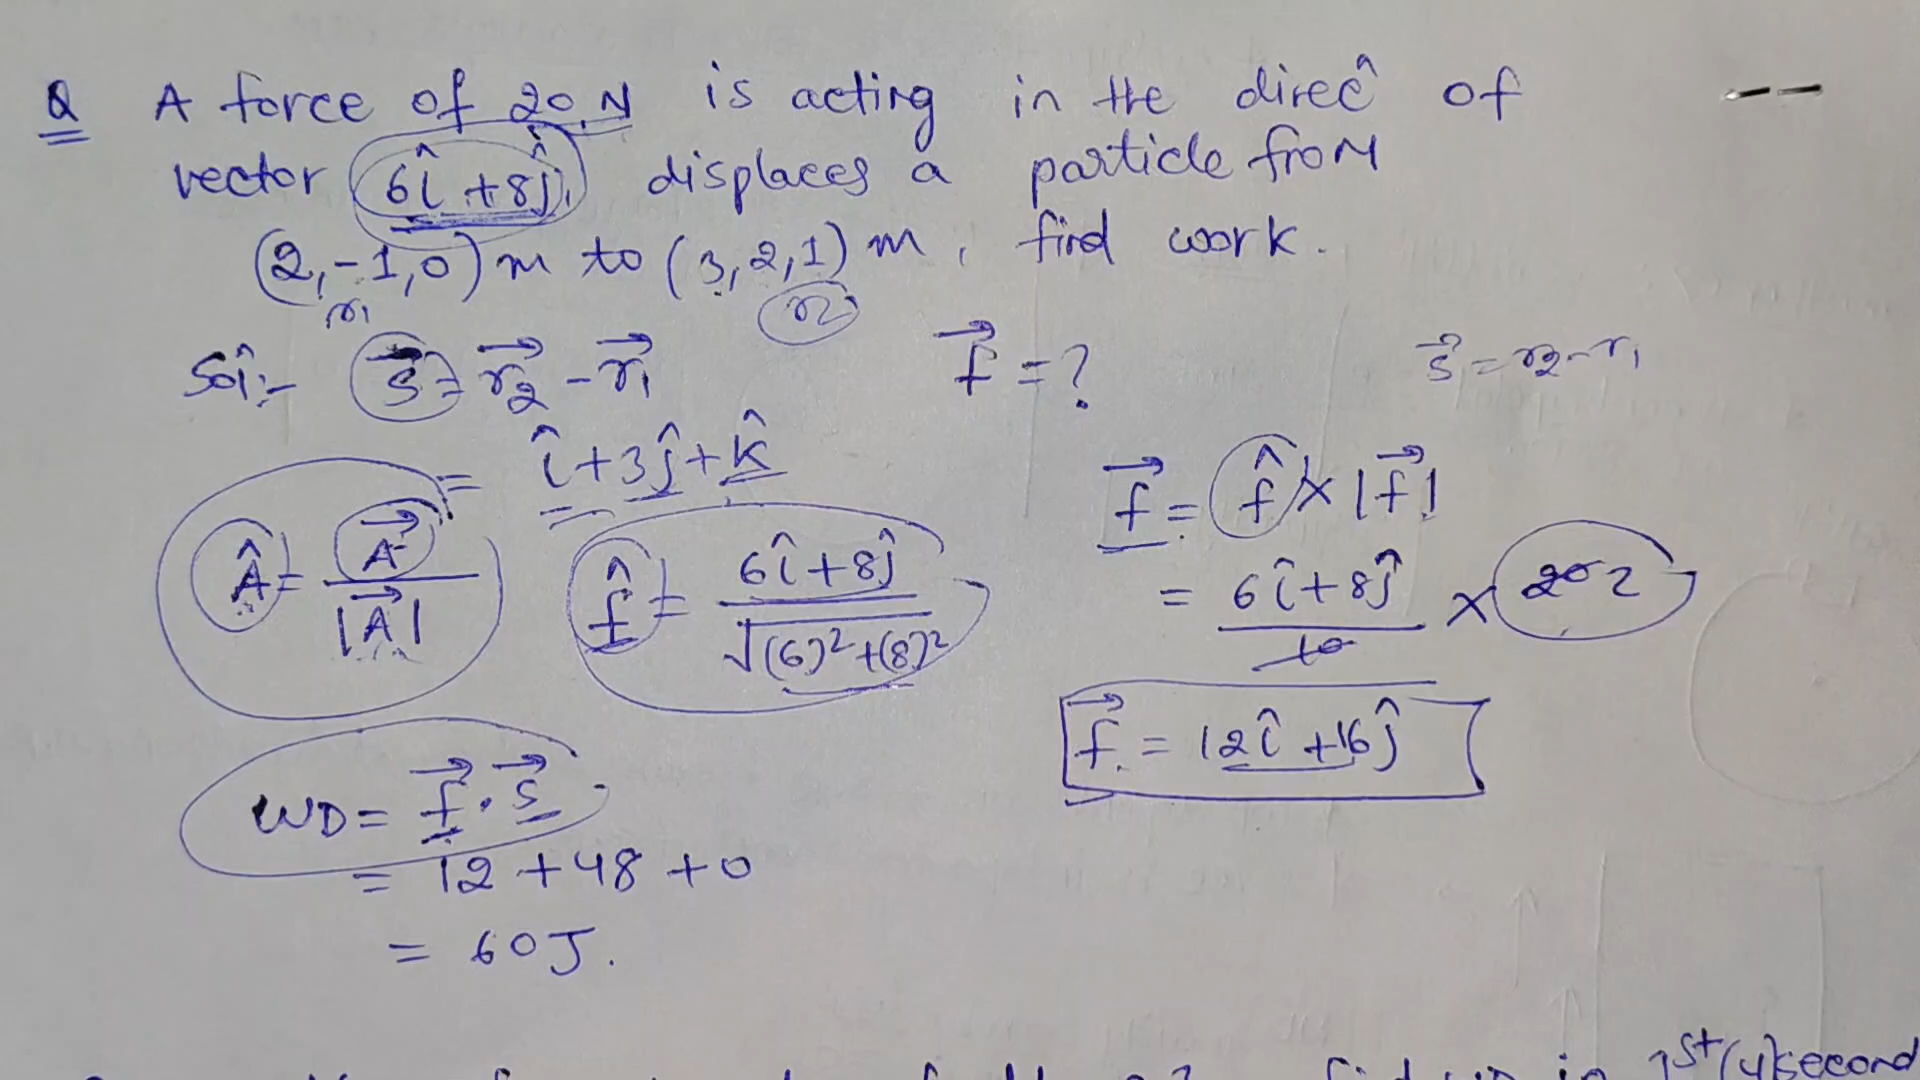 Q A force of 20 N is acting in the direc^ of
vector 6î + 8ĵ, displaces a particle from
(2, -1, 0) m to (3, 2, 1) m, find work.
r1 r2
Sol:- s⃗ = r⃗2 - r⃗1 f⃗ = ? s⃗ = r2 - r1
= î + 3ĵ + k̂
f⃗ = f̂ × |f⃗|
Â = A⃗ / |A⃗| f̂ = 6î + 8ĵ / √(6)² + (8)² = 6î + 8ĵ / 10 × 20 2
f⃗ = 12î + 16ĵ
WD = f⃗ . s⃗
= 12 + 48 + 0
= 60 J.
1st (4) second